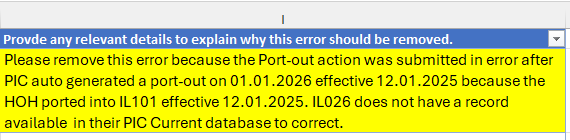 I
Provde any relevant details to explain why this error should be removed.
Please remove this error because the Port-out action was submitted in error after
PIC auto generated a port-out on 01.01.2026 effective 12.01.2025 because the
HOH ported into IL101 effective 12.01.2025. IL026 does not have a record
available  in their PIC Current database to correct.